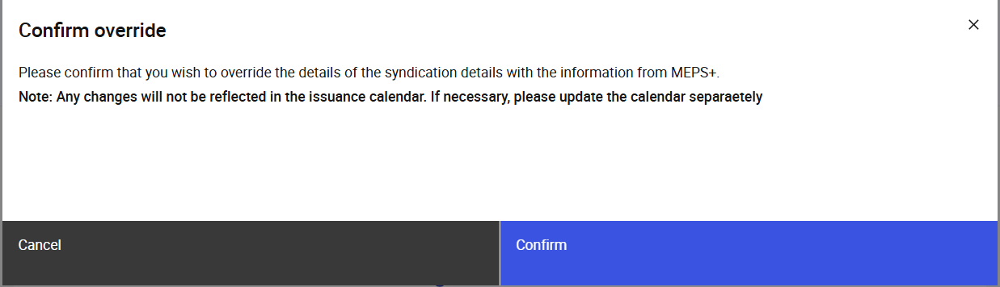 Confirm override
Please confirm that you wish to override the details of the syndication details with the information from MEPS+.
Note: Any changes will not be reflected in the issuance calendar. If necessary, please update the calendar separaetely
Cancel
Confirm